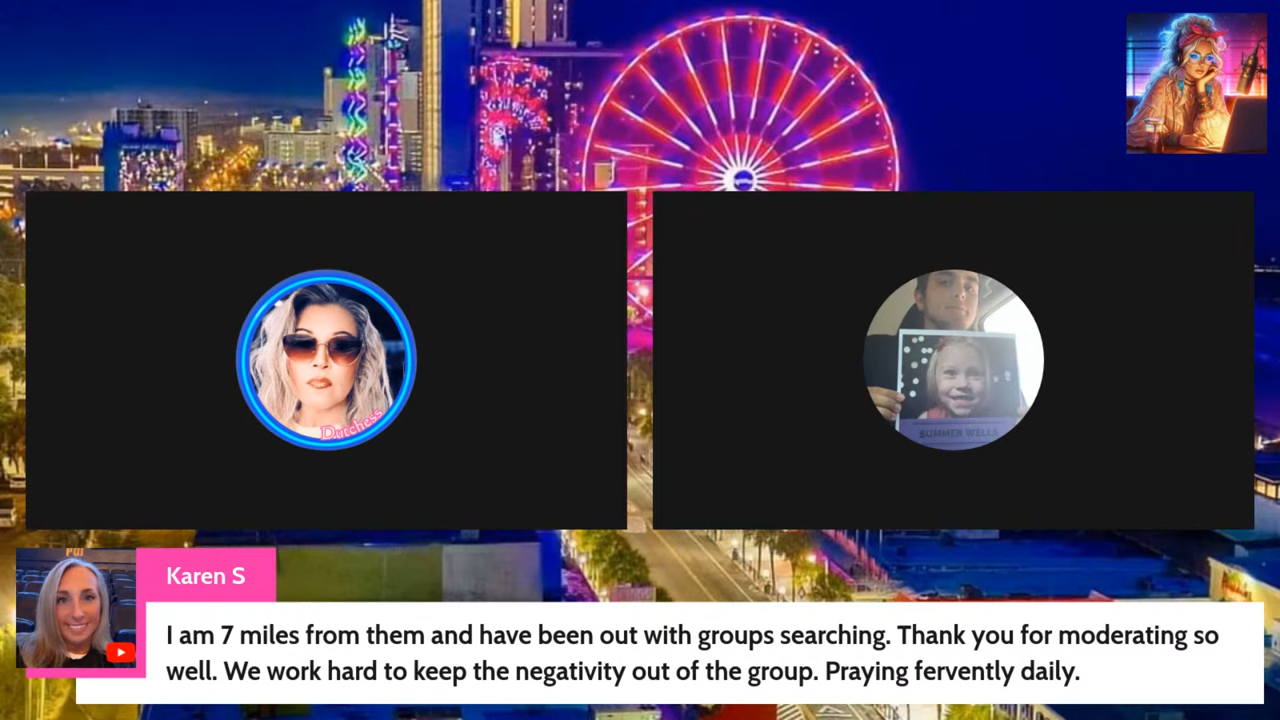 Dutchess
SUMMER WELLS
Karen S
I am 7 miles from them and have been out with groups searching. Thank you for moderating so
well. We work hard to keep the negativity out of the group. Praying fervently daily.